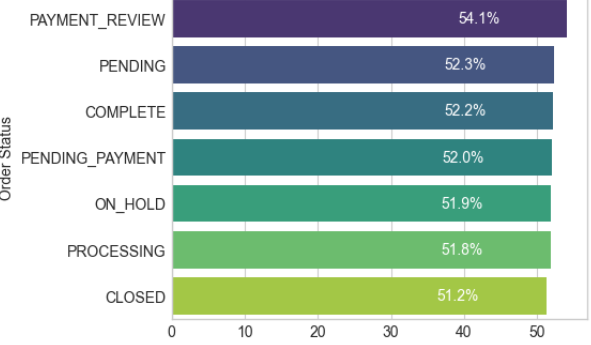 Order Status
PAYMENT_REVIEW 54.1%
PENDING 52.3%
COMPLETE 52.2%
PENDING_PAYMENT 52.0%
ON_HOLD 51.9%
PROCESSING 51.8%
CLOSED 51.2%
0 10 20 30 40 50